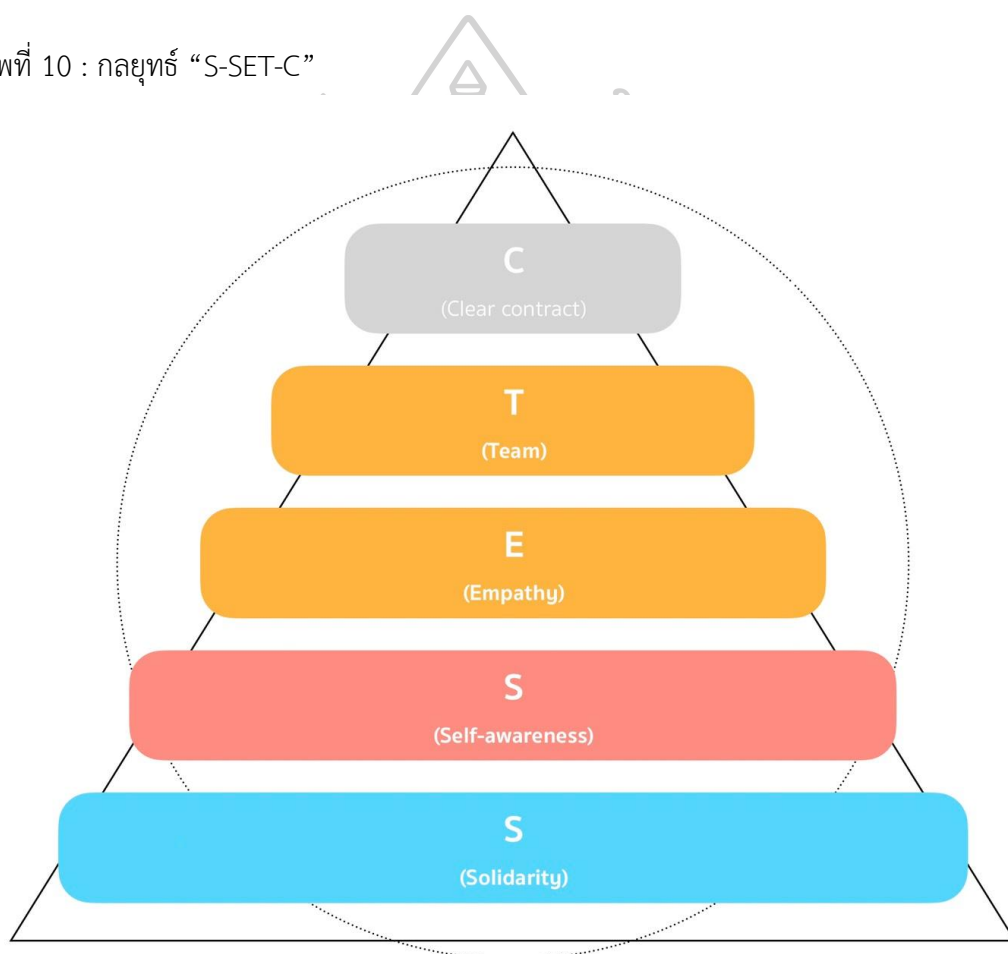 พที่ 10 : กลยุทธ์ “S-SET-C”
C
(Clear contract)
T
(Team)
E
(Empathy)
S
(Self-awareness)
S
(Solidarity)